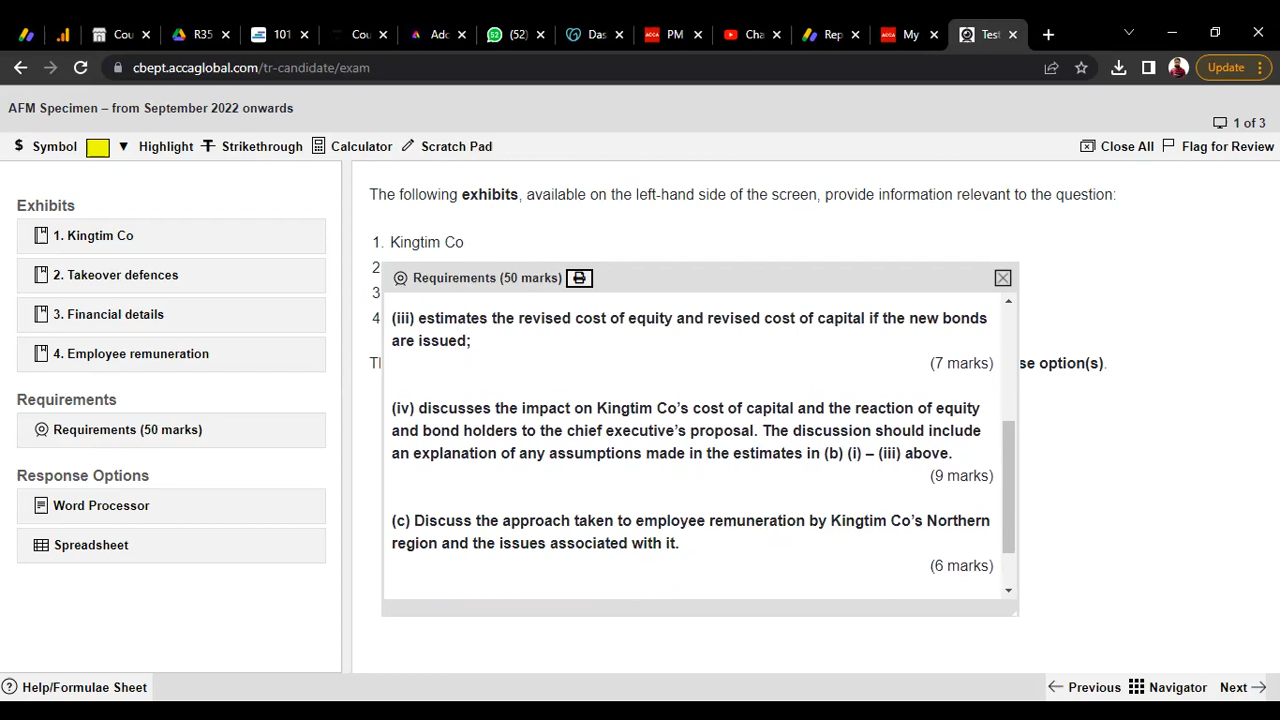 Cou
R35
101
Cou
Adc
(52)
Das
PM
Cha
Rep
My
Test
cbept.accaglobal.com/tr-candidate/exam
Update
AFM Specimen – from September 2022 onwards
1 of 3
$ Symbol
Highlight
Strikethrough
Calculator
Scratch Pad
Close All
Flag for Review
Exhibits
1. Kingtim Co
2. Takeover defences
3. Financial details
4. Employee remuneration
Requirements
Requirements (50 marks)
Response Options
Word Processor
Spreadsheet
The following exhibits, available on the left-hand side of the screen, provide information relevant to the question:
1. Kingtim Co
2
3
4
se option(s).
Requirements (50 marks)
(iii) estimates the revised cost of equity and revised cost of capital if the new bonds
are issued;
(7 marks)
(iv) discusses the impact on Kingtim Co's cost of capital and the reaction of equity
and bond holders to the chief executive's proposal. The discussion should include
an explanation of any assumptions made in the estimates in (b) (i) – (iii) above.
(9 marks)
(c) Discuss the approach taken to employee remuneration by Kingtim Co's Northern
region and the issues associated with it.
(6 marks)
Help/Formulae Sheet
Previous
Navigator
Next